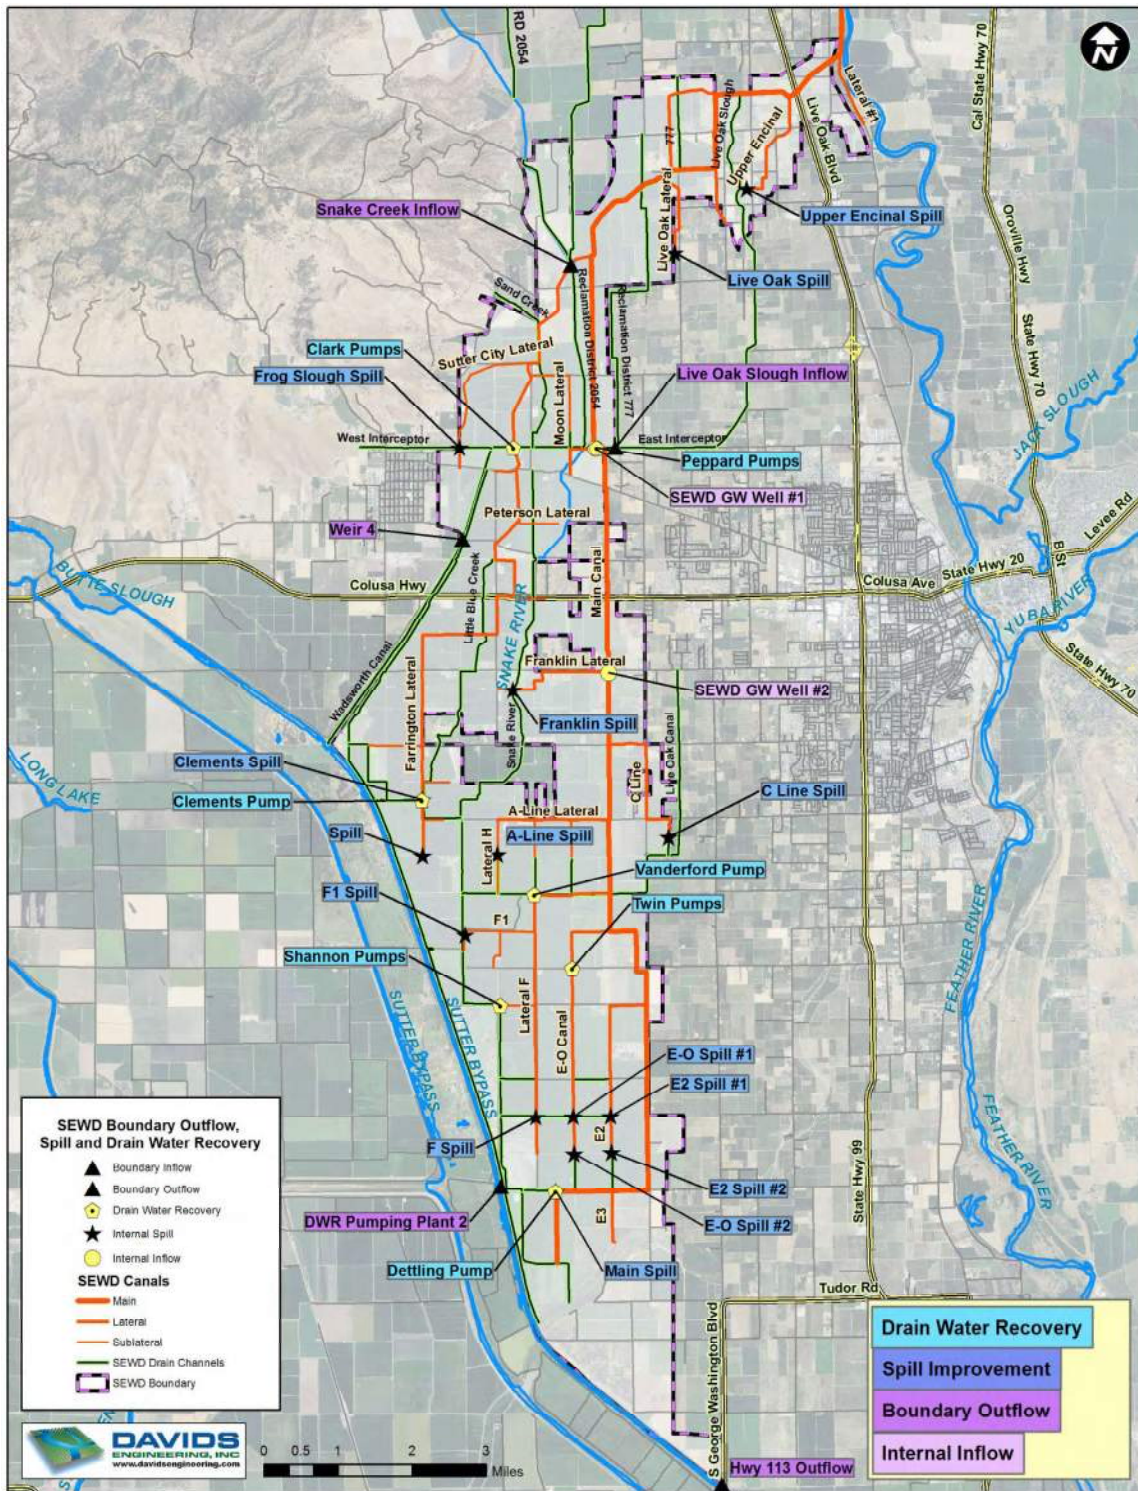 RD 2054
N
Lateral #1
Cal State Hwy 70
Live Oak Slough
777
Upper Encinal
Live Oak Blvd
Snake Creek Inflow
Live Oak Lateral
Upper Encinal Spill
Oroville Hwy
Live Oak Spill
Sand Creek
Reclamation District 2054
Reclamation District 777
State Hwy 70
Clark Pumps
Sutter City Lateral
Frog Slough Spill
Moon Lateral
Live Oak Slough Inflow
JACK SLOUGH
West Interceptor
East Interceptor
Peppard Pumps
SEWD GW Well #1
Peterson Lateral
Levee Rd
Weir 4
B St
BUTTE SLOUGH
Colusa Hwy
Little Blue Creek
Main Canal
Colusa Ave
State Hwy 20
SNAKE RIVER
YUBA RIVER
Wadsworth Canal
Farrington Lateral
Franklin Lateral
State Hwy 70
SEWD GW Well #2
Snake River
Franklin Spill
Live Oak Canal
Clements Spill
LONG LAKE
C Line
Clements Pump
C Line Spill
A-Line Lateral
Spill
Lateral H
A-Line Spill
Vanderford Pump
F1 Spill
Twin Pumps
F1
Shannon Pumps
Lateral F
FEATHER RIVER
E-O Canal
SUTTER BYPASS
SUTTER BYPASS
E-O Spill #1
E2 Spill #1
FEATHER RIVER
F Spill
E2
State Hwy 99
E2 Spill #2
DWR Pumping Plant 2
E3
E-O Spill #2
Dettling Pump
Main Spill
Tudor Rd
S George Washington Blvd
Hwy 113 Outflow
SEWD Boundary Outflow,
Spill and Drain Water Recovery
Boundary Inflow
Boundary Outflow
Drain Water Recovery
Internal Spill
Internal Inflow
SEWD Canals
Main
Lateral
Sublateral
SEWD Drain Channels
SEWD Boundary
Drain Water Recovery
Spill Improvement
Boundary Outflow
Internal Inflow
DAVIDS
ENGINEERING, INC
www.davidsengineering.com
0 0.5 1 2 3
Miles